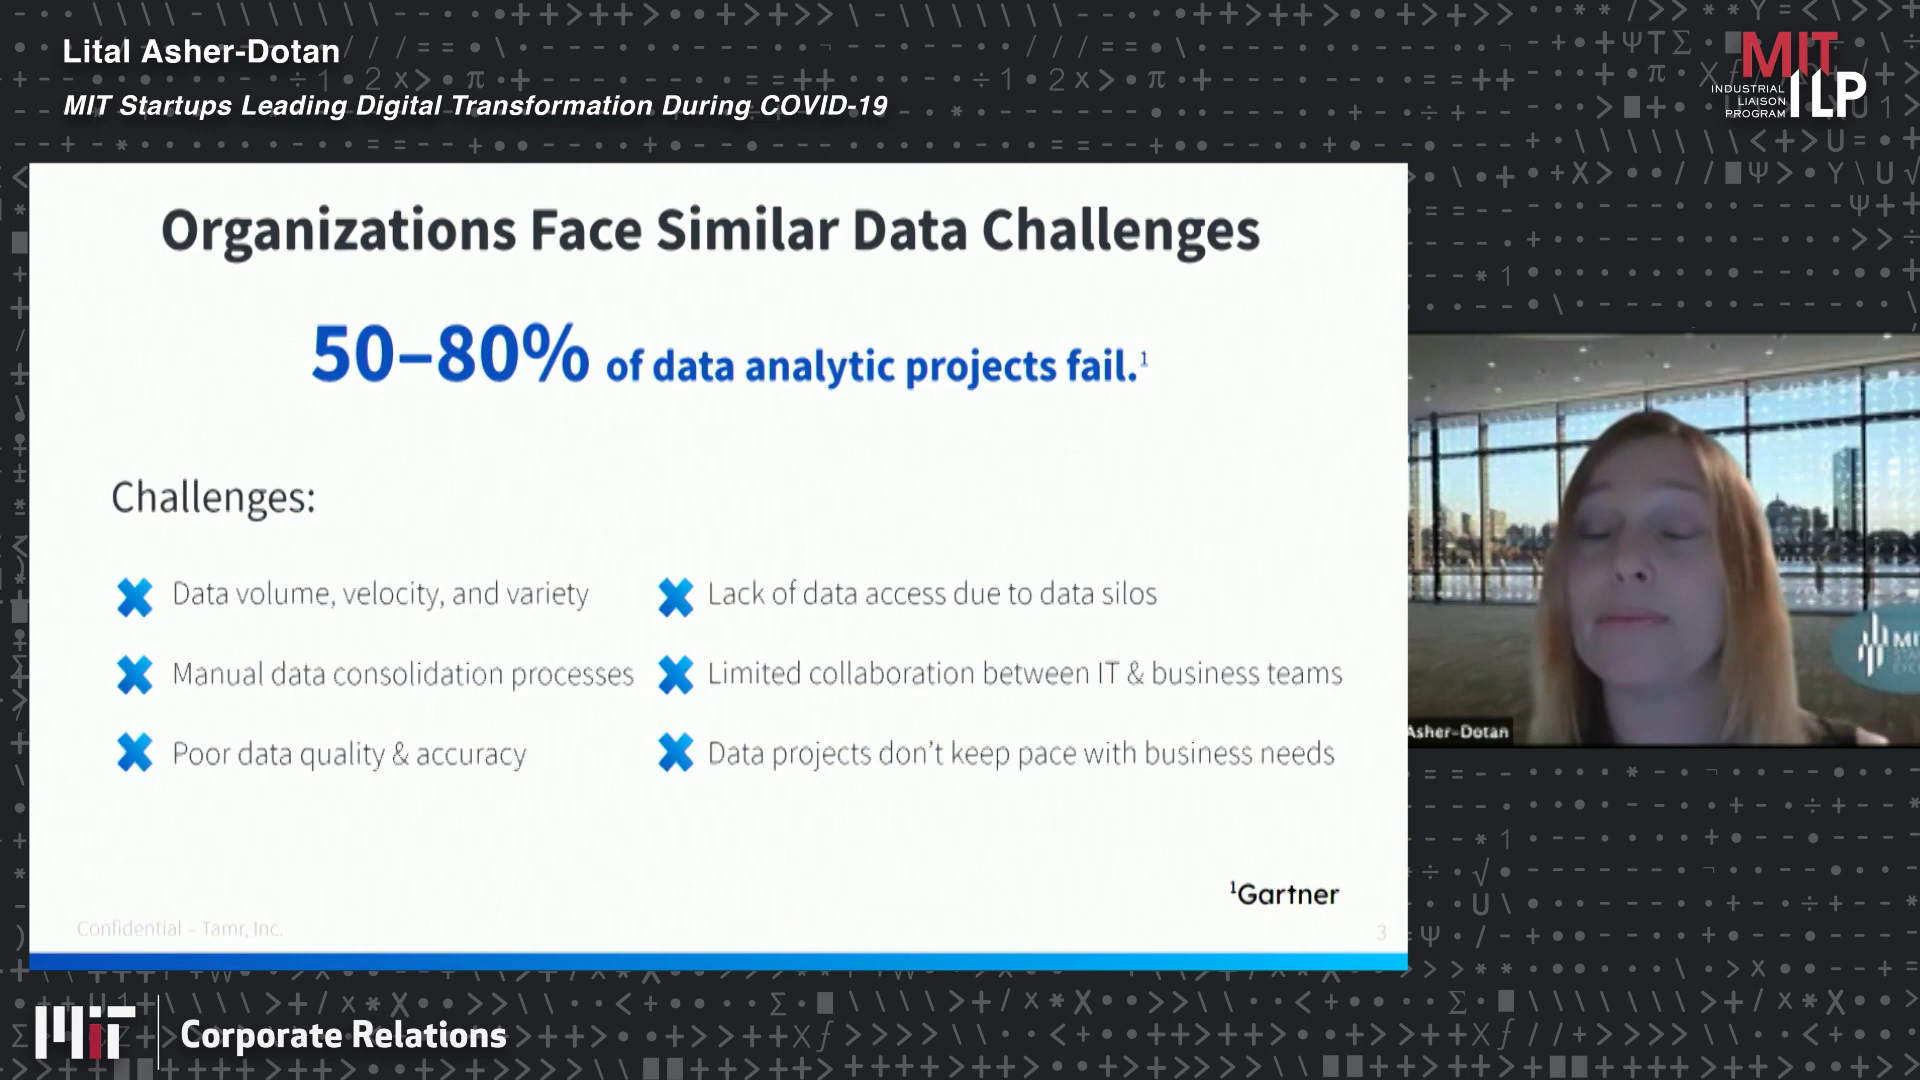 Lital Asher-Dotan
MIT Startups Leading Digital Transformation During COVID-19
MIT
INDUSTRIAL
LIAISON
PROGRAM
ILP
Organizations Face Similar Data Challenges
50–80% of data analytic projects fail.¹
Challenges:
Data volume, velocity, and variety
Lack of data access due to data silos
Manual data consolidation processes
Limited collaboration between IT & business teams
Poor data quality & accuracy
Data projects don’t keep pace with business needs
¹Gartner
Confidential – Tamr, Inc.
3
Asher-Dotan
MIT
Corporate Relations